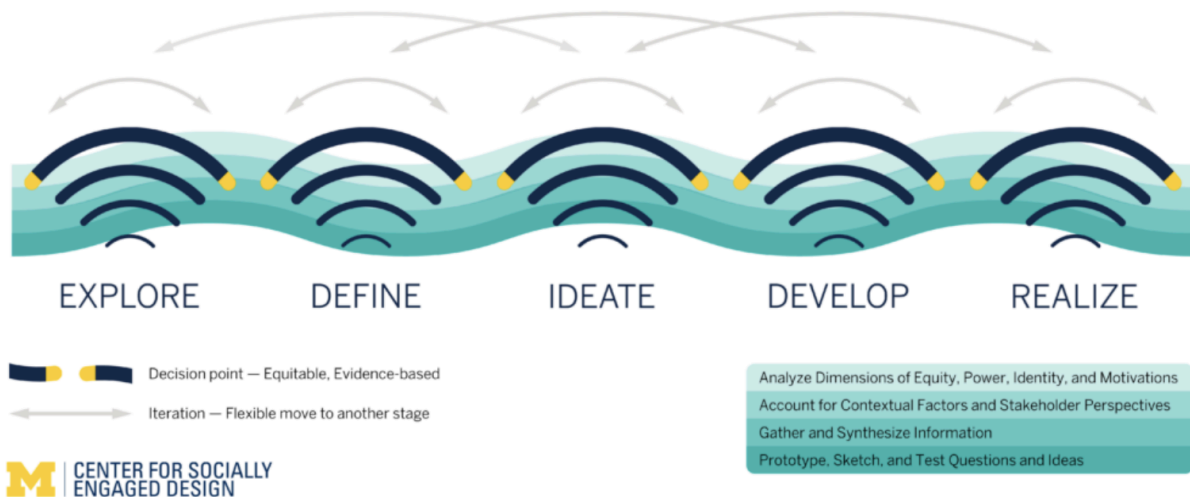 EXPLORE DEFINE IDEATE DEVELOP REALIZE
Decision point — Equitable, Evidence-based
Iteration — Flexible move to another stage
Analyze Dimensions of Equity, Power, Identity, and Motivations
Account for Contextual Factors and Stakeholder Perspectives
Gather and Synthesize Information
Prototype, Sketch, and Test Questions and Ideas
M
CENTER FOR SOCIALLY
ENGAGED DESIGN